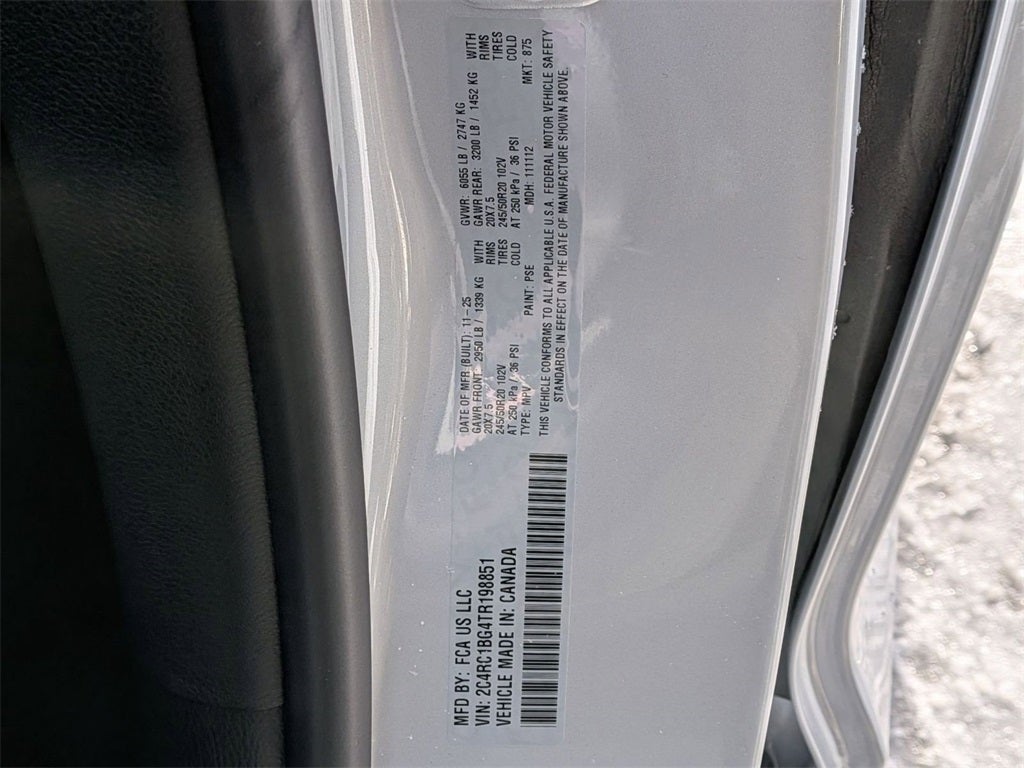 MFD BY: FCA US LLC
VIN: 2C4RC1BG4TR198851
VEHICLE MADE IN: CANADA
DATE OF MFR (BUILT): 11-25 GVWR: 6055 LB / 2747 KG
GAWR FRONT: 2950 LB / 1339 KG WITH GAWR REAR: 3200 LB / 1452 KG WITH
20X7.5 RIMS 20X7.5 RIMS
245/50R20 102V TIRES 245/50R20 102V TIRES
AT 250 kPa / 36 PSI COLD AT 250 kPa / 36 PSI COLD
TYPE: MPV PAINT: PSE MDH: 111112 MKT: 875
THIS VEHICLE CONFORMS TO ALL APPLICABLE U.S.A. FEDERAL MOTOR VEHICLE SAFETY
STANDARDS IN EFFECT ON THE DATE OF MANUFACTURE SHOWN ABOVE.